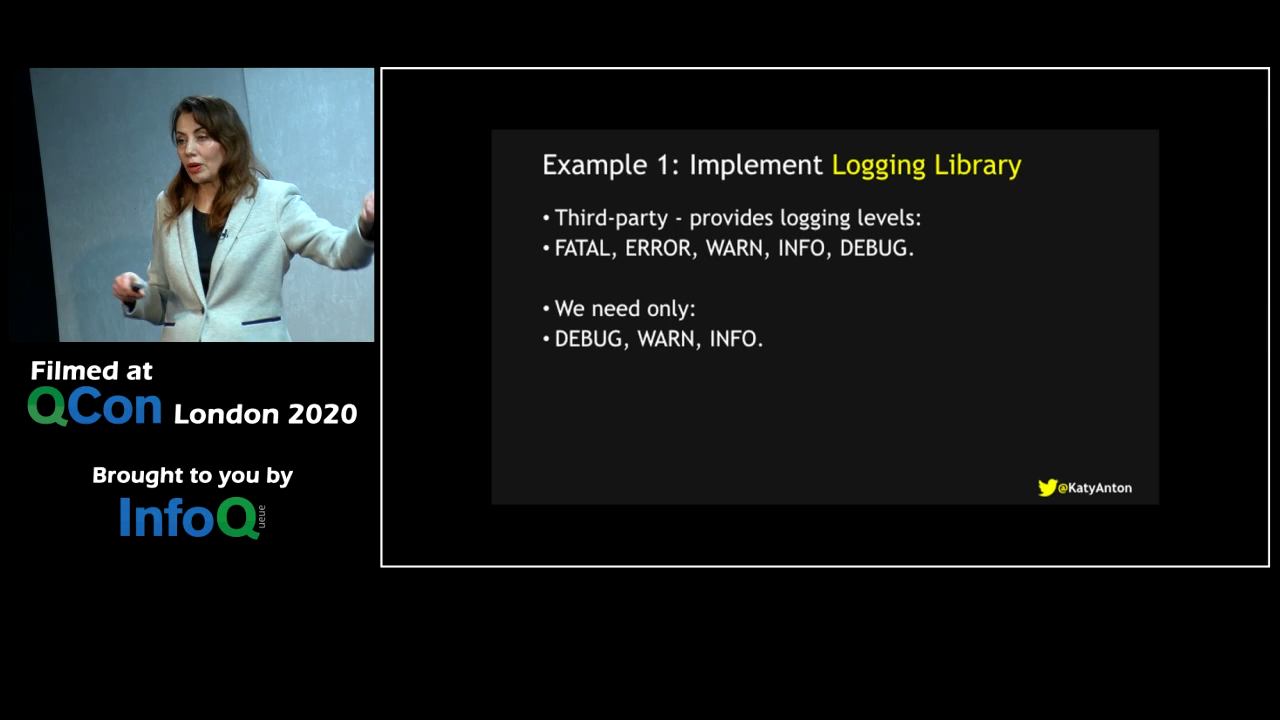 Example 1: Implement Logging Library
• Third-party - provides logging levels:
• FATAL, ERROR, WARN, INFO, DEBUG.
• We need only:
• DEBUG, WARN, INFO.
@KatyAnton
Filmed at
QCon London 2020
Brought to you by
InfoQueue